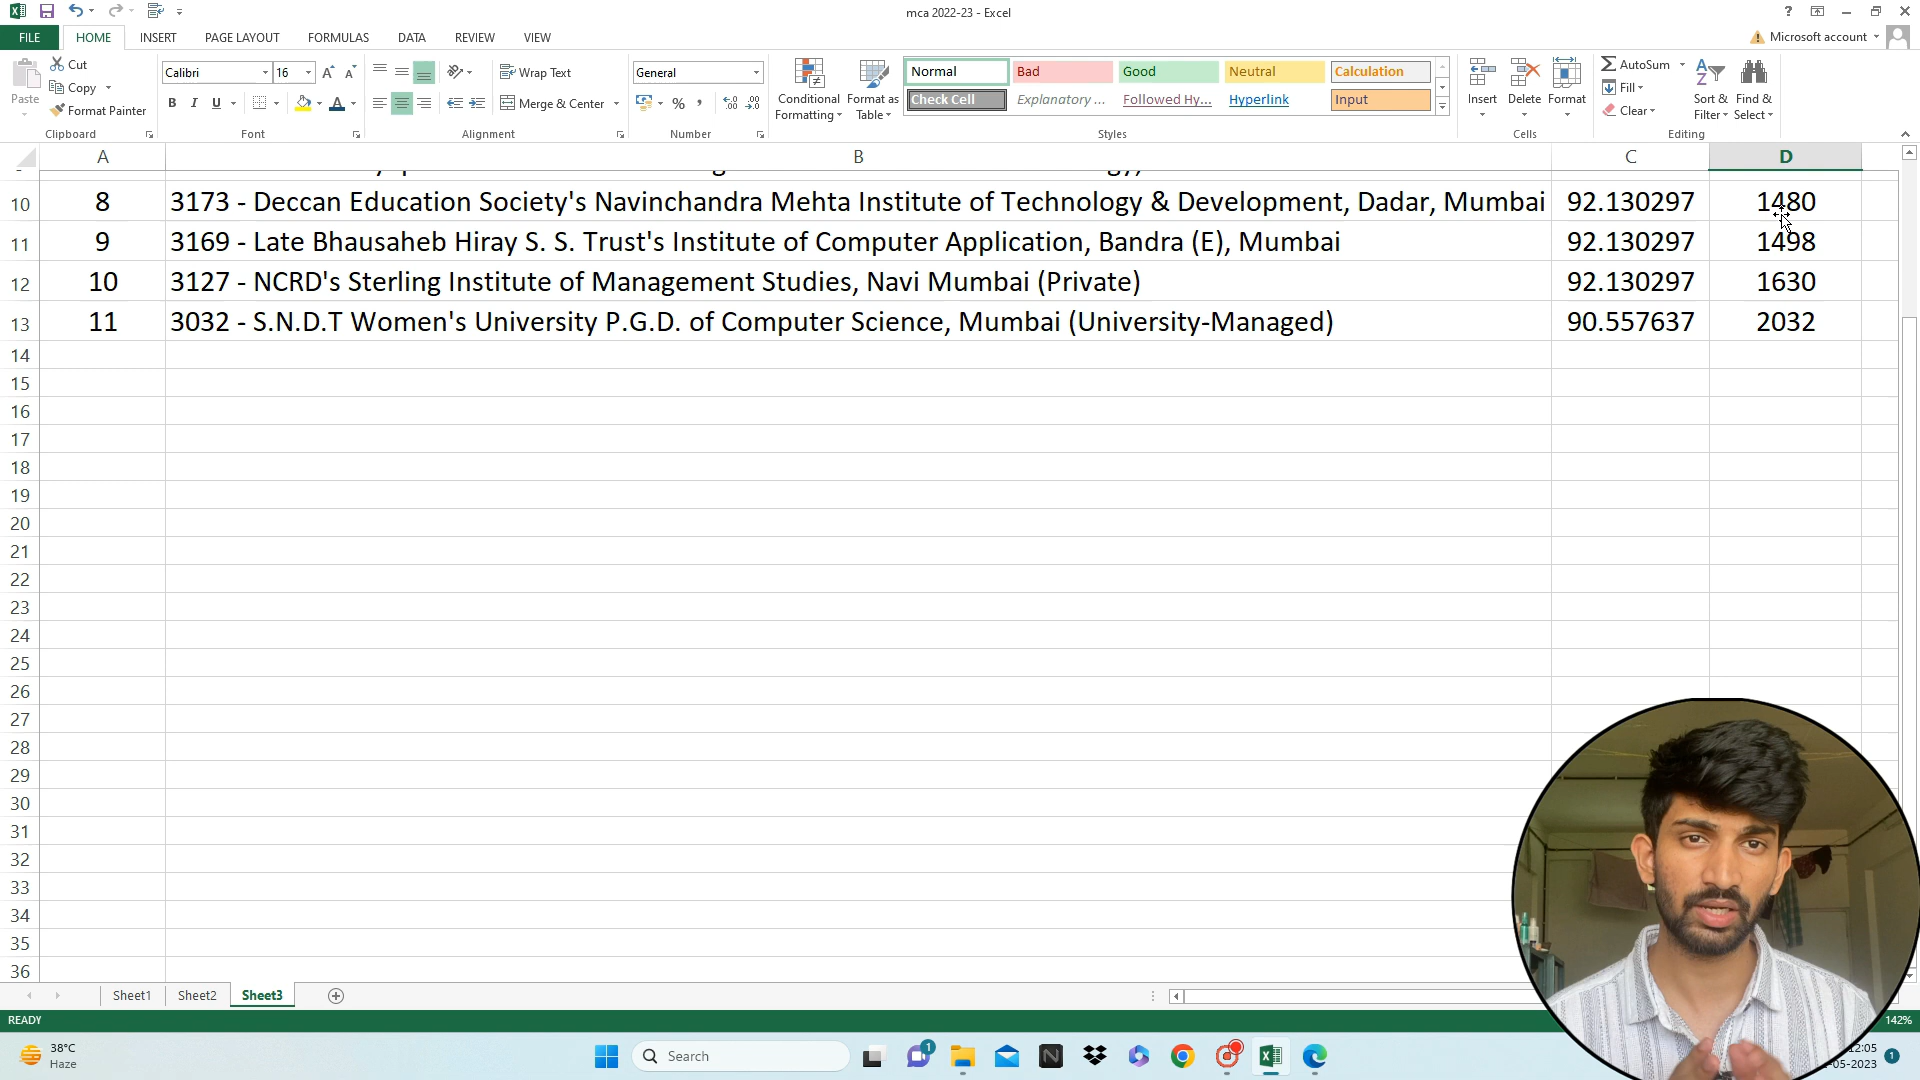 mca 2022-23 - Excel
?
FILE HOME INSERT PAGE LAYOUT FORMULAS DATA REVIEW VIEW
Microsoft account
Paste
Cut
Copy
Format Painter
Clipboard
Calibri 16
B I U
Font
Wrap Text
Merge & Center
Alignment
General
%
Number
Conditional Formatting
Format as Table
Normal Bad Good Neutral Calculation
Check Cell Explanatory ... Followed Hy... Hyperlink Input
Styles
Insert Delete Format
Cells
AutoSum
Fill
Clear
Sort & Filter
Find & Select
Editing
A B C D
10 8 3173 - Deccan Education Society's Navinchandra Mehta Institute of Technology & Development, Dadar, Mumbai 92.130297 1480
11 9 3169 - Late Bhausaheb Hiray S. S. Trust's Institute of Computer Application, Bandra (E), Mumbai 92.130297 1498
12 10 3127 - NCRD's Sterling Institute of Management Studies, Navi Mumbai (Private) 92.130297 1630
13 11 3032 - S.N.D.T Women's University P.G.D. of Computer Science, Mumbai (University-Managed) 90.557637 2032
14
15
16
17
18
19
20
21
22
23
24
25
26
27
28
29
30
31
32
33
34
35
36
Sheet1 Sheet2 Sheet3
READY
142%
38°C
Haze
Search
1
12:05
-05-2023
1